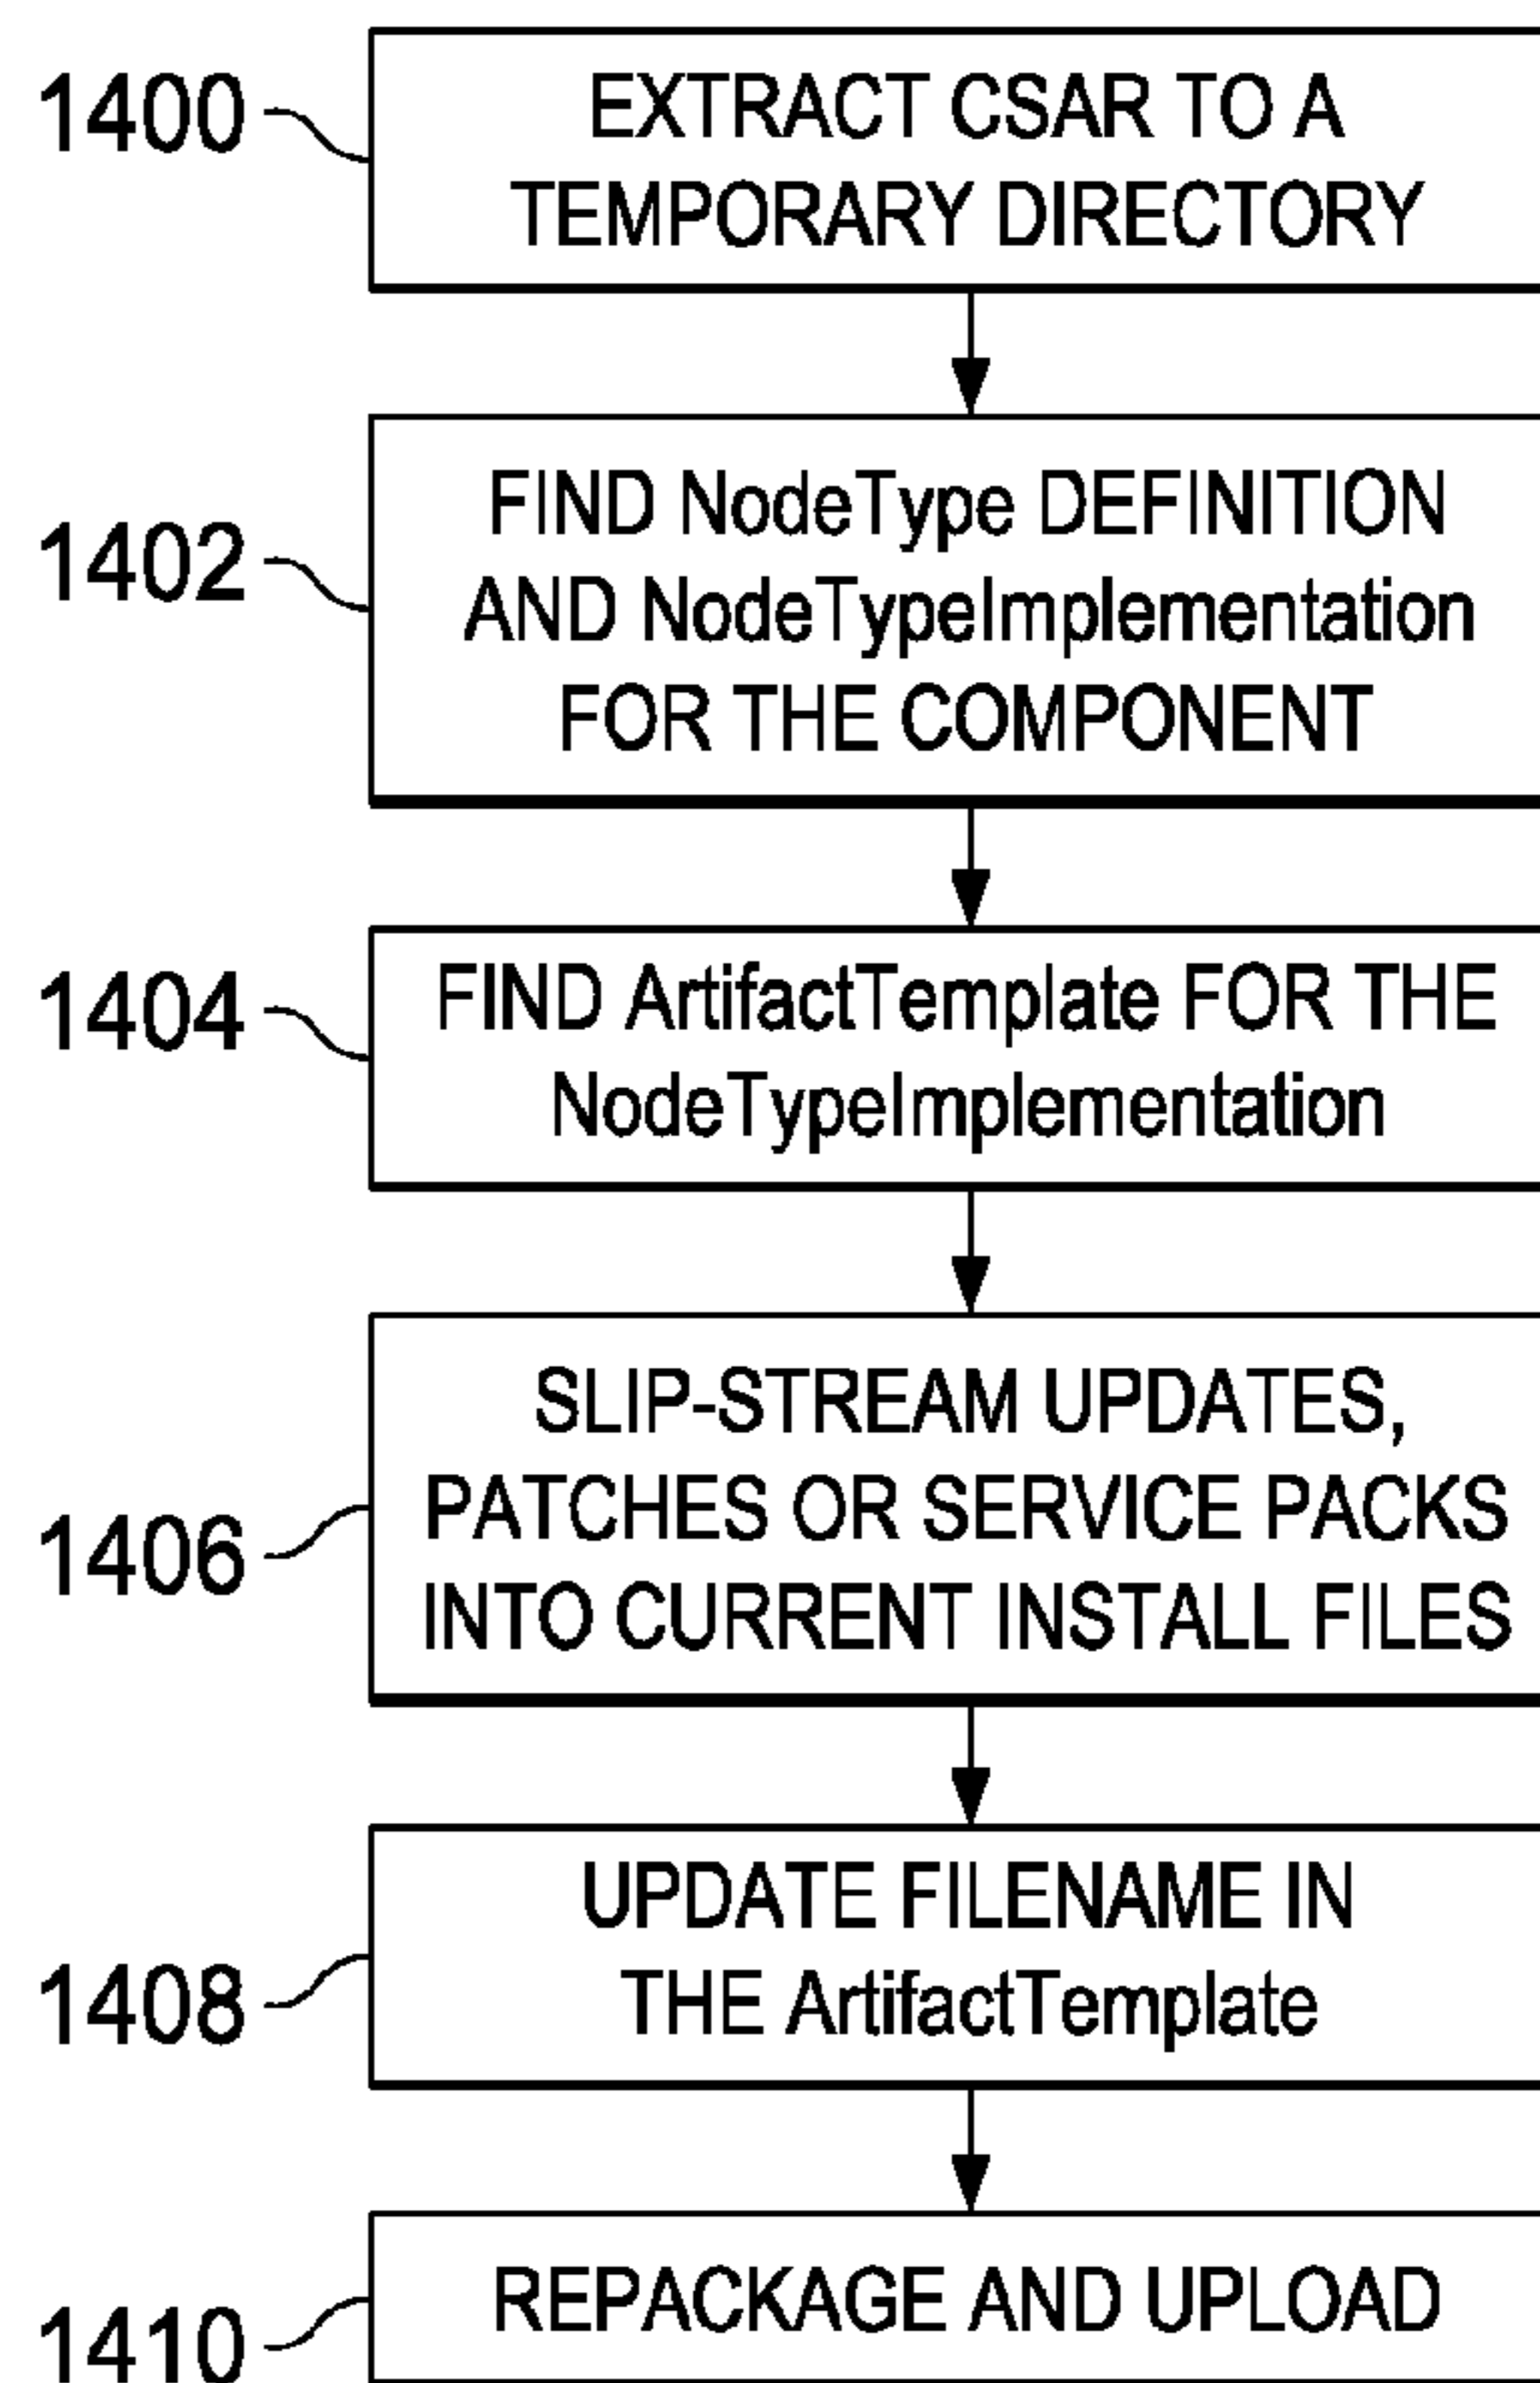 1400
EXTRACT CSAR TO A
TEMPORARY DIRECTORY
1402
FIND NodeType DEFINITION
AND NodeTypeImplementation
FOR THE COMPONENT
1404
FIND ArtifactTemplate FOR THE
NodeTypeImplementation
1406
SLIP-STREAM UPDATES,
PATCHES OR SERVICE PACKS
INTO CURRENT INSTALL FILES
1408
UPDATE FILENAME IN
THE ArtifactTemplate
1410
REPACKAGE AND UPLOAD